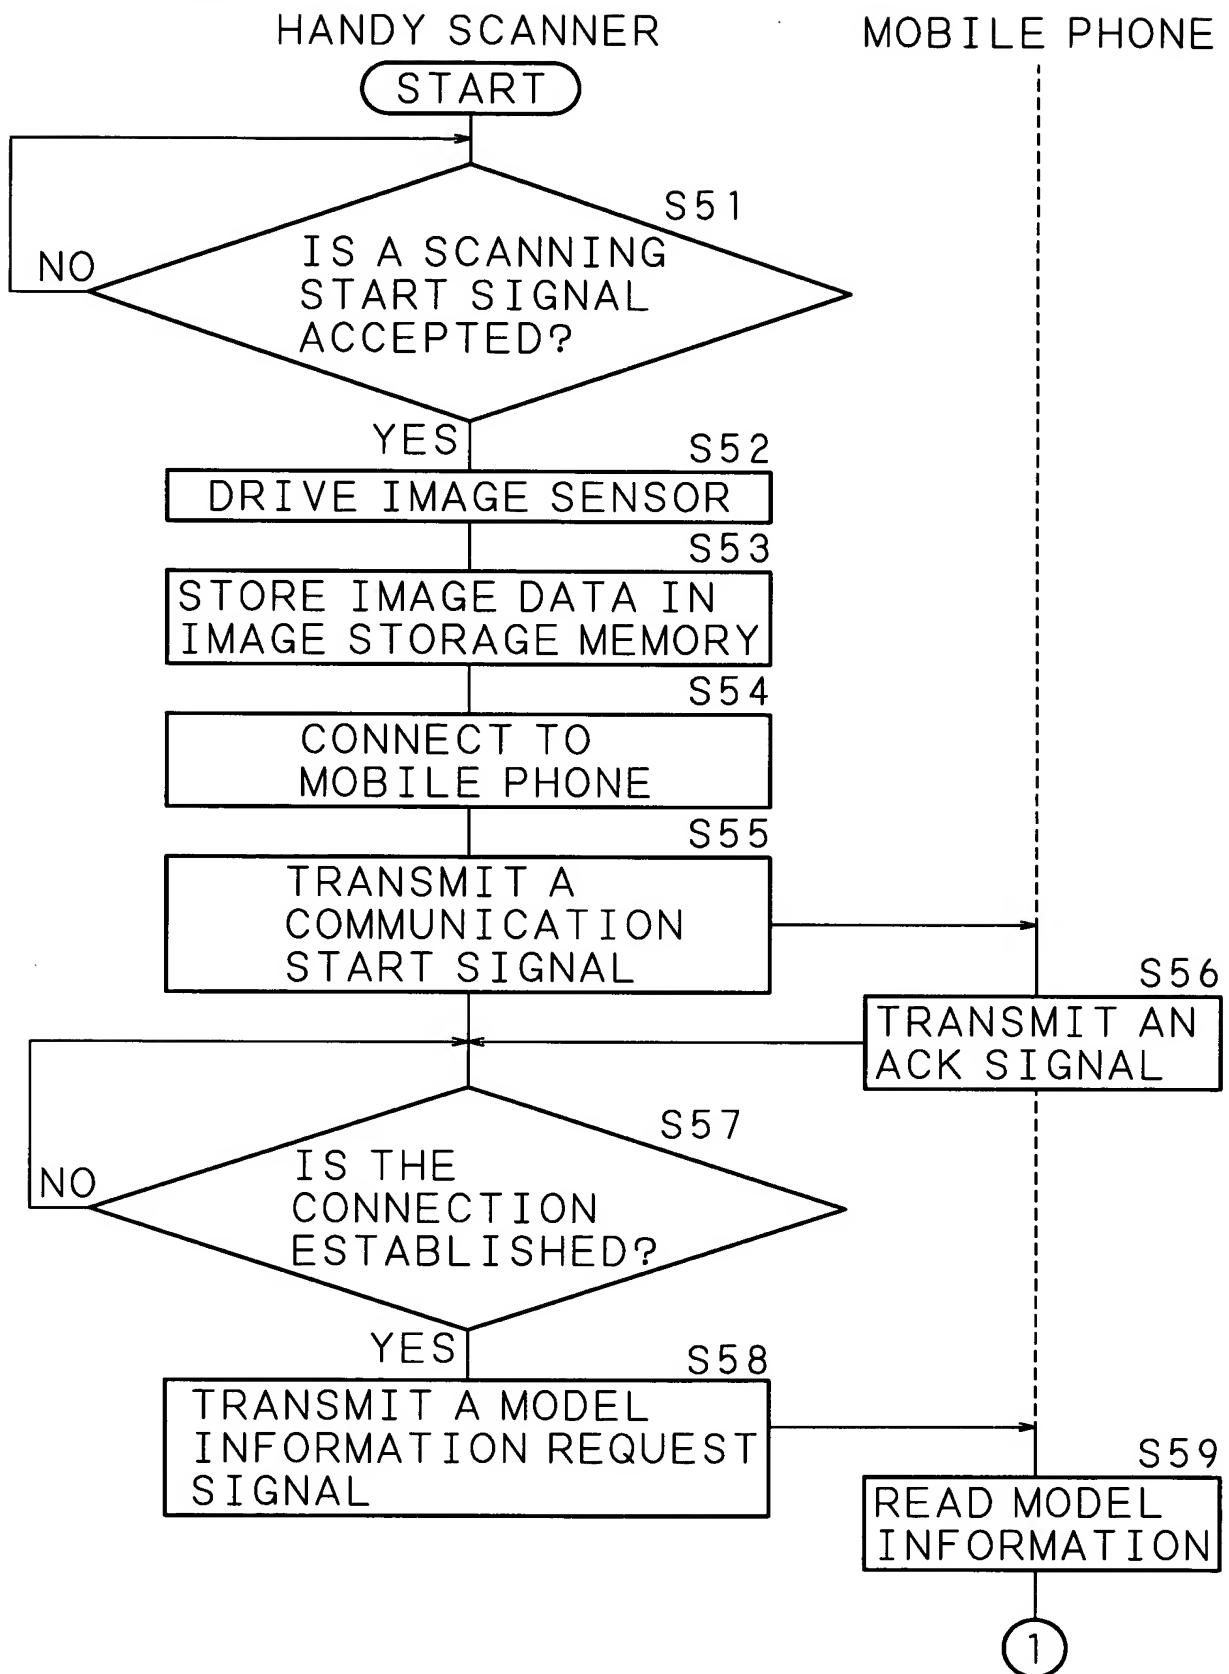 HANDY SCANNER
MOBILE PHONE
START
S51
IS A SCANNING
START SIGNAL
ACCEPTED?
NO
YES
S52
DRIVE IMAGE SENSOR
S53
STORE IMAGE DATA IN
IMAGE STORAGE MEMORY
S54
CONNECT TO
MOBILE PHONE
S55
TRANSMIT A
COMMUNICATION
START SIGNAL
S56
TRANSMIT AN
ACK SIGNAL
S57
IS THE
CONNECTION
ESTABLISHED?
NO
YES
S58
TRANSMIT A MODEL
INFORMATION REQUEST
SIGNAL
S59
READ MODEL
INFORMATION
1